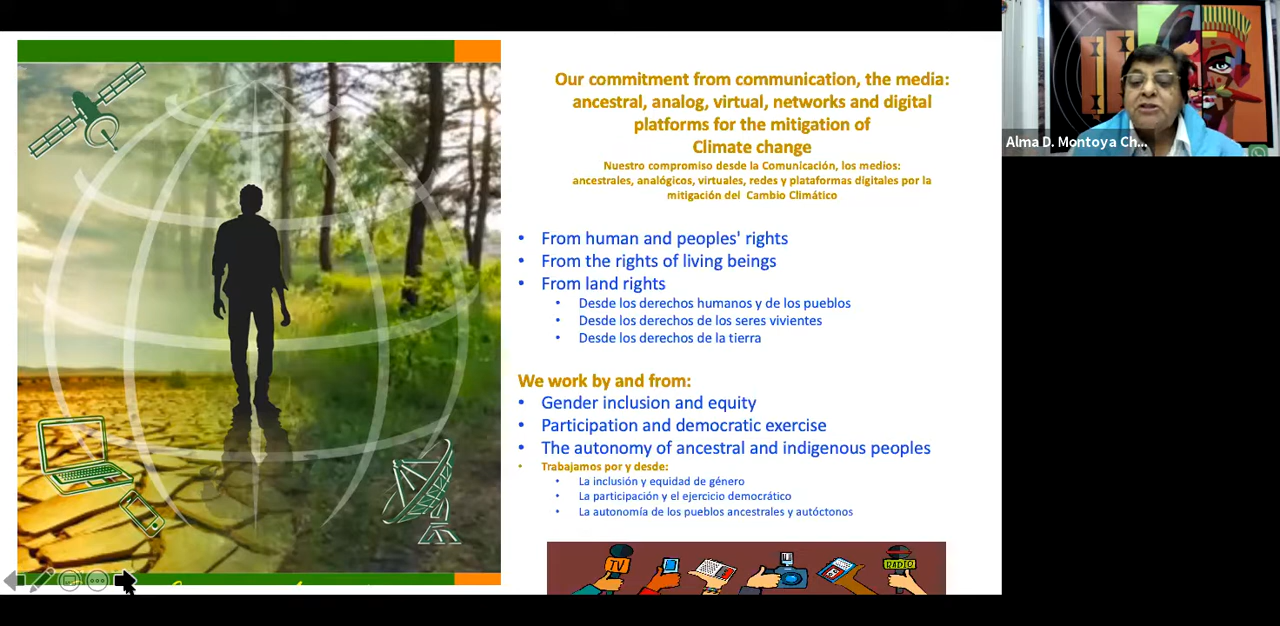 Our commitment from communication, the media:
ancestral, analog, virtual, networks and digital
platforms for the mitigation of
Climate change
Nuestro compromiso desde la Comunicación, los medios:
ancestrales, analógicos, virtuales, redes y plataformas digitales por la
mitigación del Cambio Climático
• From human and peoples' rights
• From the rights of living beings
• From land rights
• Desde los derechos humanos y de los pueblos
• Desde los derechos de los seres vivientes
• Desde los derechos de la tierra
We work by and from:
• Gender inclusion and equity
• Participation and democratic exercise
• The autonomy of ancestral and indigenous peoples
• Trabajamos por y desde:
• La inclusión y equidad de género
• La participación y el ejercicio democrático
• La autonomía de los pueblos ancestrales y autóctonos
TV
RADIO
Alma D. Montoya Ch...